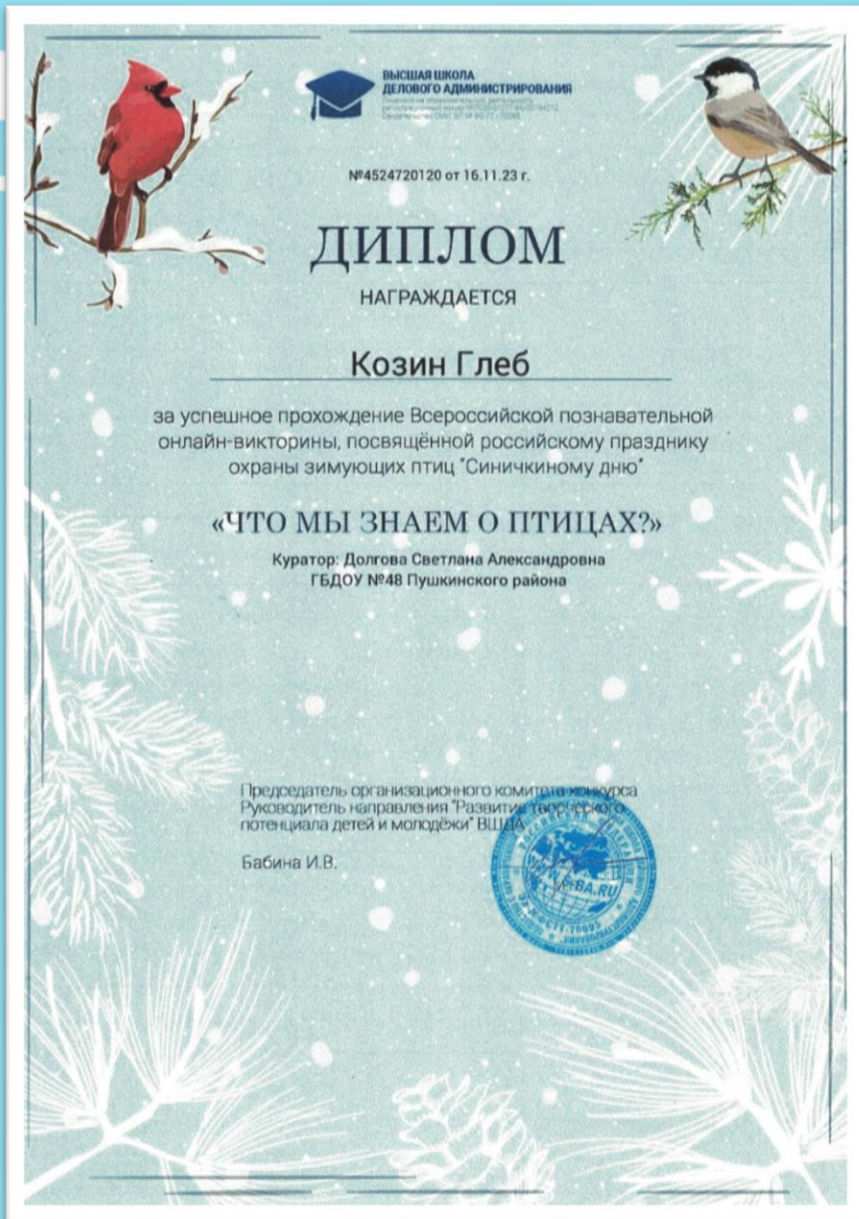 ВЫСШАЯ ШКОЛА
ДЕЛОВОГО АДМИНИСТРИРОВАНИЯ
№4524720120 от 16.11.23 г.
ДИПЛОМ
НАГРАЖДАЕТСЯ
Козин Глеб
за успешное прохождение Всероссийской познавательной
онлайн-викторины, посвящённой российскому празднику
охраны зимующих птиц "Синичкиному дню"
«ЧТО МЫ ЗНАЕМ О ПТИЦАХ?»
Куратор: Долгова Светлана Александровна
ГБДОУ №48 Пушкинского района
Председатель организационного комитета конкурса
Руководитель направления "Развитие творческого
потенциала детей и молодёжи" ВШДА
Бабина И.В.